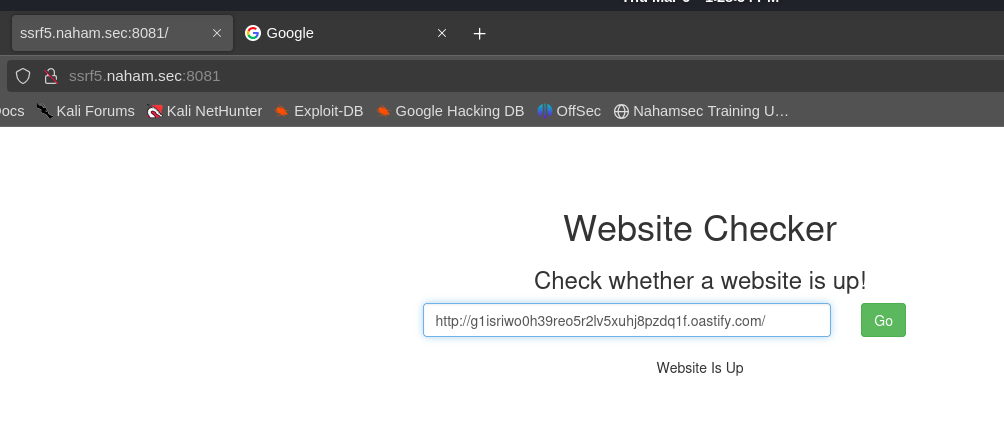 ssrf5.naham.sec:8081/ Google
ssrf5.naham.sec:8081
ocs Kali Forums Kali NetHunter Exploit-DB Google Hacking DB OffSec Nahamsec Training U…
Website Checker
Check whether a website is up!
http://g1isriwo0h39reo5r2lv5xuhj8pzdq1f.oastify.com/ Go
Website Is Up